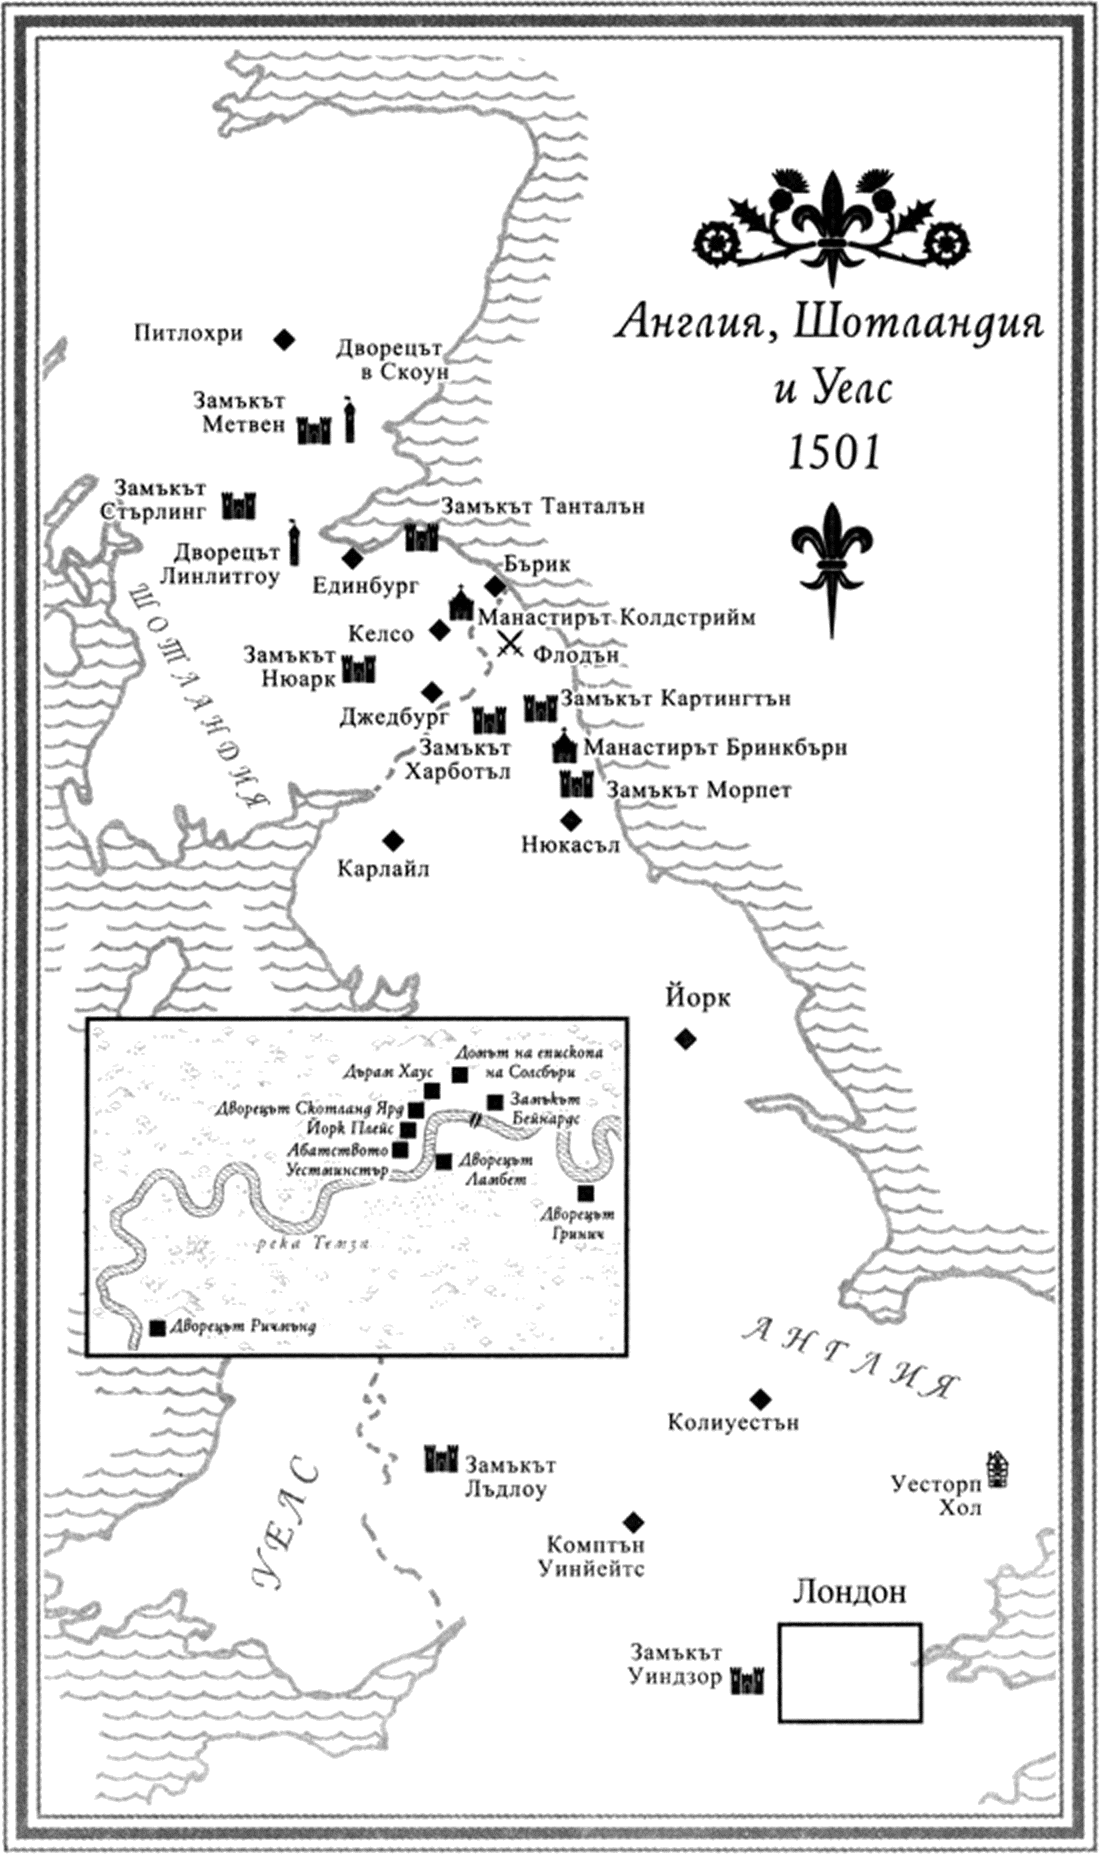 Англия, Шотландия
и Уелс
1501
Питлохри
Дворецът
в Скоун
Замъкът
Метвен
Замъкът
Стърлинг
Замъкът Танталън
Дворецът
Линлитгоу
Единбург
Бърик
Манастирът Колдстрийм
Келсо
Флодън
Замъкът
Нюарк
Джедбург
Замъкът Картингтън
Замъкът
Харботъл
Манастирът Бринкбърн
Замъкът Морпет
Нюкасъл
Карлайл
ШОТЛАНДИЯ
Йорк
Домът на епископа
на Солсбъри
Дърам Хаус
Замъкът
Бейнардс
Дворецът Скотланд Ярд
Йорк Плейс
Абатството
Уестминстър
Дворецът
Ламбет
Дворецът
Гринич
река Темза
Дворецът Ричмънд
АНГЛИЯ
Колиуестън
Замъкът
Лъдлоу
Уесторп
Хол
УЕЛС
Комптън
Уинйейтс
Лондон
Замъкът
Уиндзор